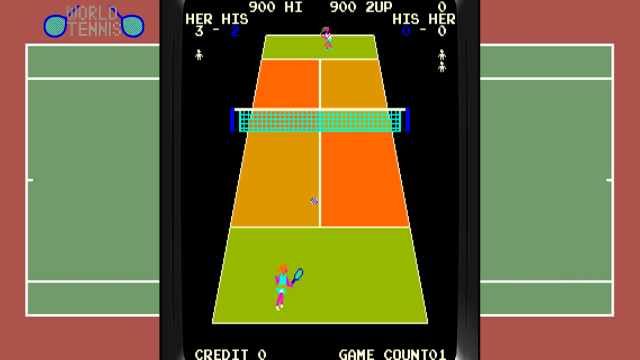 WORLD
TENNIS
900 HI 900 2UP 0
HER HIS HIS HER
3 - 2 0 - 0
CREDIT 0 GAME COUNT01